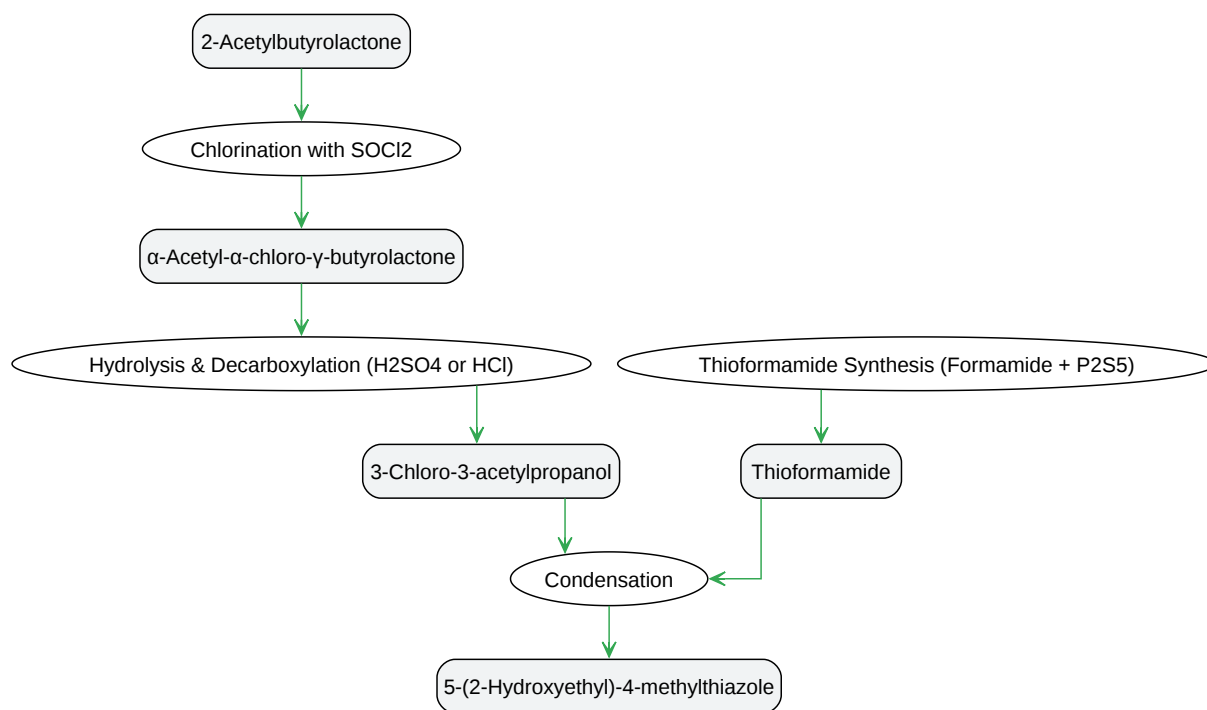 2-Acetylbutyrolactone
Chlorination with SOCl2
α-Acetyl-α-chloro-γ-butyrolactone
Hydrolysis & Decarboxylation (H2SO4 or HCl)
Thioformamide Synthesis (Formamide + P2S5)
3-Chloro-3-acetylpropanol
Thioformamide
Condensation
5-(2-Hydroxyethyl)-4-methylthiazole